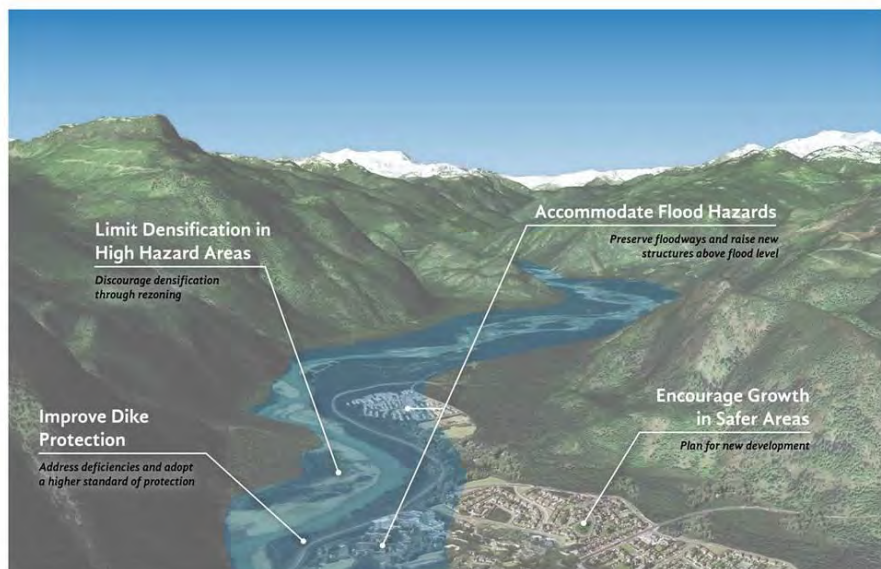 Limit Densification in
High Hazard Areas
Discourage densification
through rezoning
Accommodate Flood Hazards
Preserve floodways and raise new
structures above flood level
Improve Dike
Protection
Address deficiencies and adopt
a higher standard of protection
Encourage Growth
in Safer Areas
Plan for new development